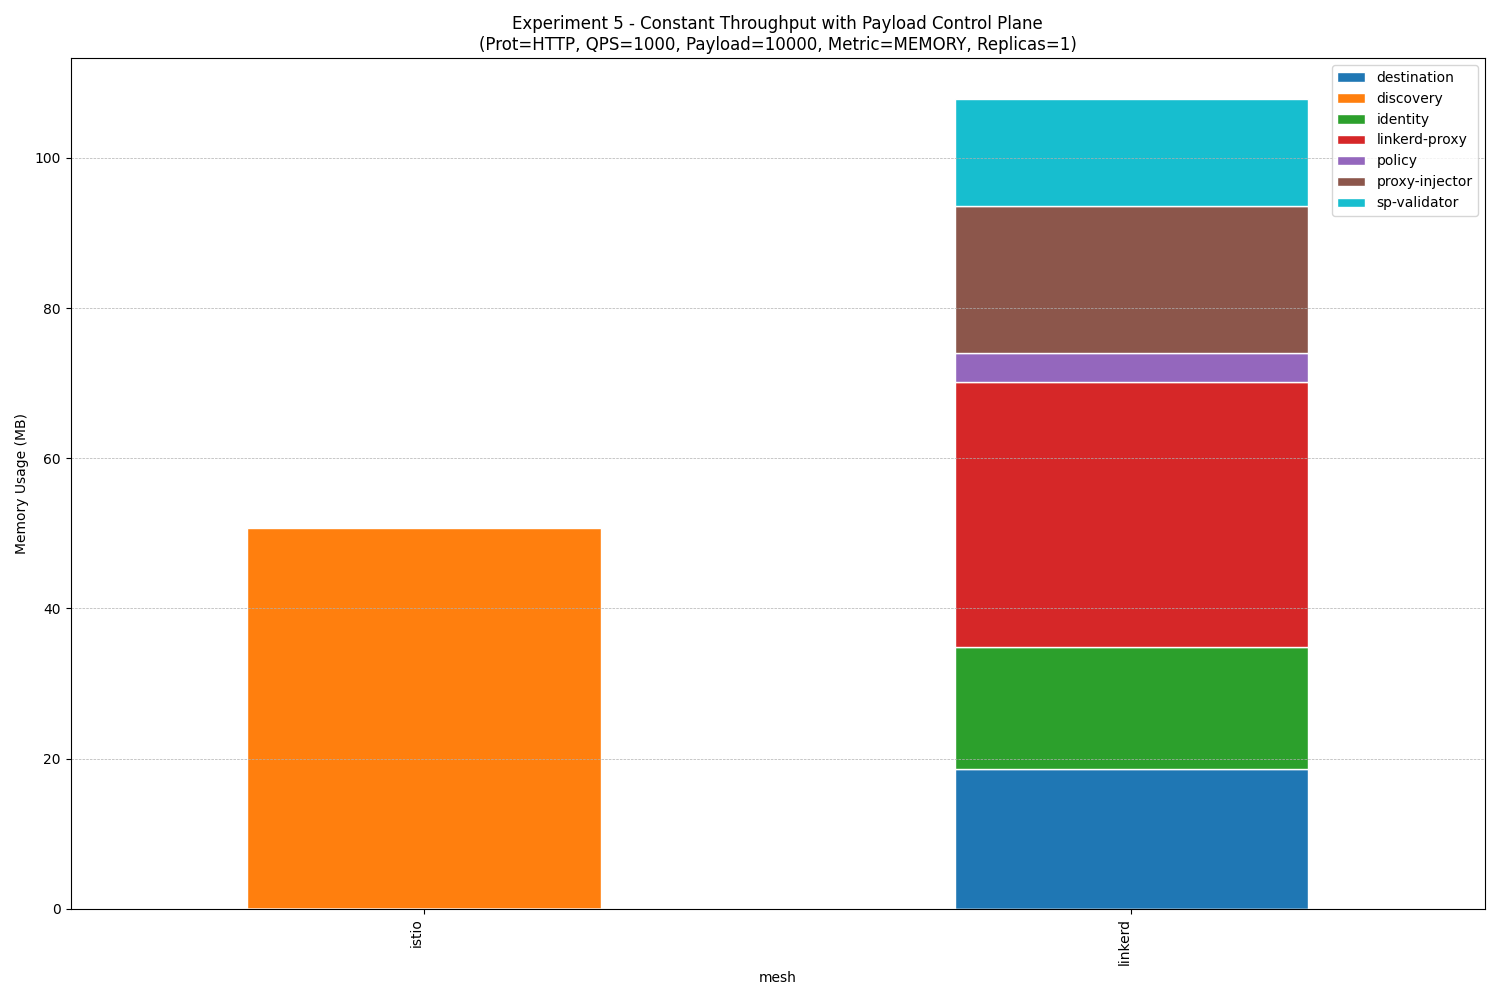 Experiment 5 - Constant Throughput with Payload Control Plane
(Prot=HTTP, QPS=1000, Payload=10000, Metric=MEMORY, Replicas=1)
destination
discovery
identity
linkerd-proxy
policy
proxy-injector
sp-validator
Memory Usage (MB)
100
80
60
40
20
0
istio
linkerd
mesh